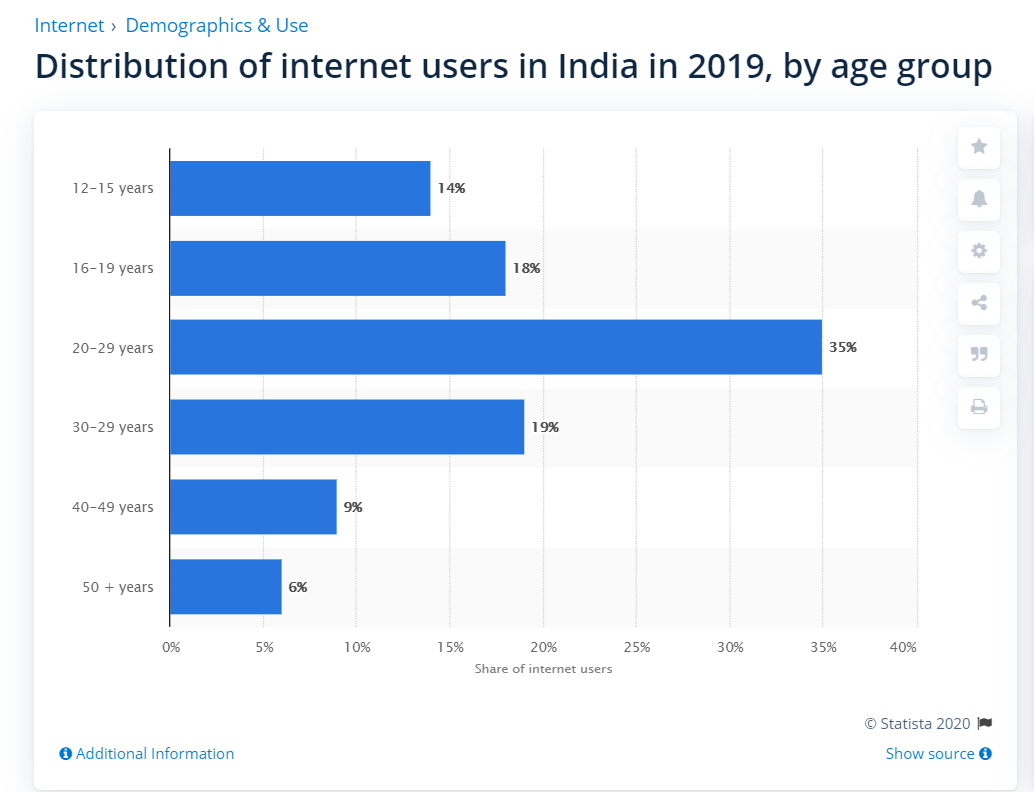 Internet › Demographics & Use
Distribution of internet users in India in 2019, by age group
12–15 years 14%
16–19 years 18%
20–29 years 35%
30–29 years 19%
40–49 years 9%
50 + years 6%
0% 5% 10% 15% 20% 25% 30% 35% 40%
Share of internet users
© Statista 2020
Additional Information Show source